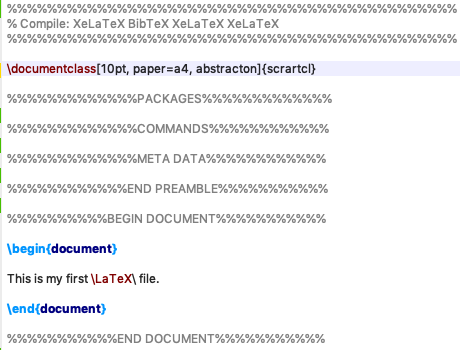 %%%%%%%%%%%%%%%%%%%%%%%%%%%%%%%%%%%%%%%%%%%%%
% Compile: XeLaTeX BibTeX XeLaTeX XeLaTeX
%%%%%%%%%%%%%%%%%%%%%%%%%%%%%%%%%%%%%%%%%%%%%
\documentclass[10pt, paper=a4, abstracton]{scrartcl}
%%%%%%%%%%%%%PACKAGES%%%%%%%%%%%%%
%%%%%%%%%%%%%COMMANDS%%%%%%%%%%%%
%%%%%%%%%%%%%META DATA%%%%%%%%%%%%
%%%%%%%%%%%%END PREAMBLE%%%%%%%%%%%
%%%%%%%%%%BEGIN DOCUMENT%%%%%%%%%%%
\begin{document}
This is my first \LaTeX\ file.
\end{document}
%%%%%%%%%%%END DOCUMENT%%%%%%%%%%%